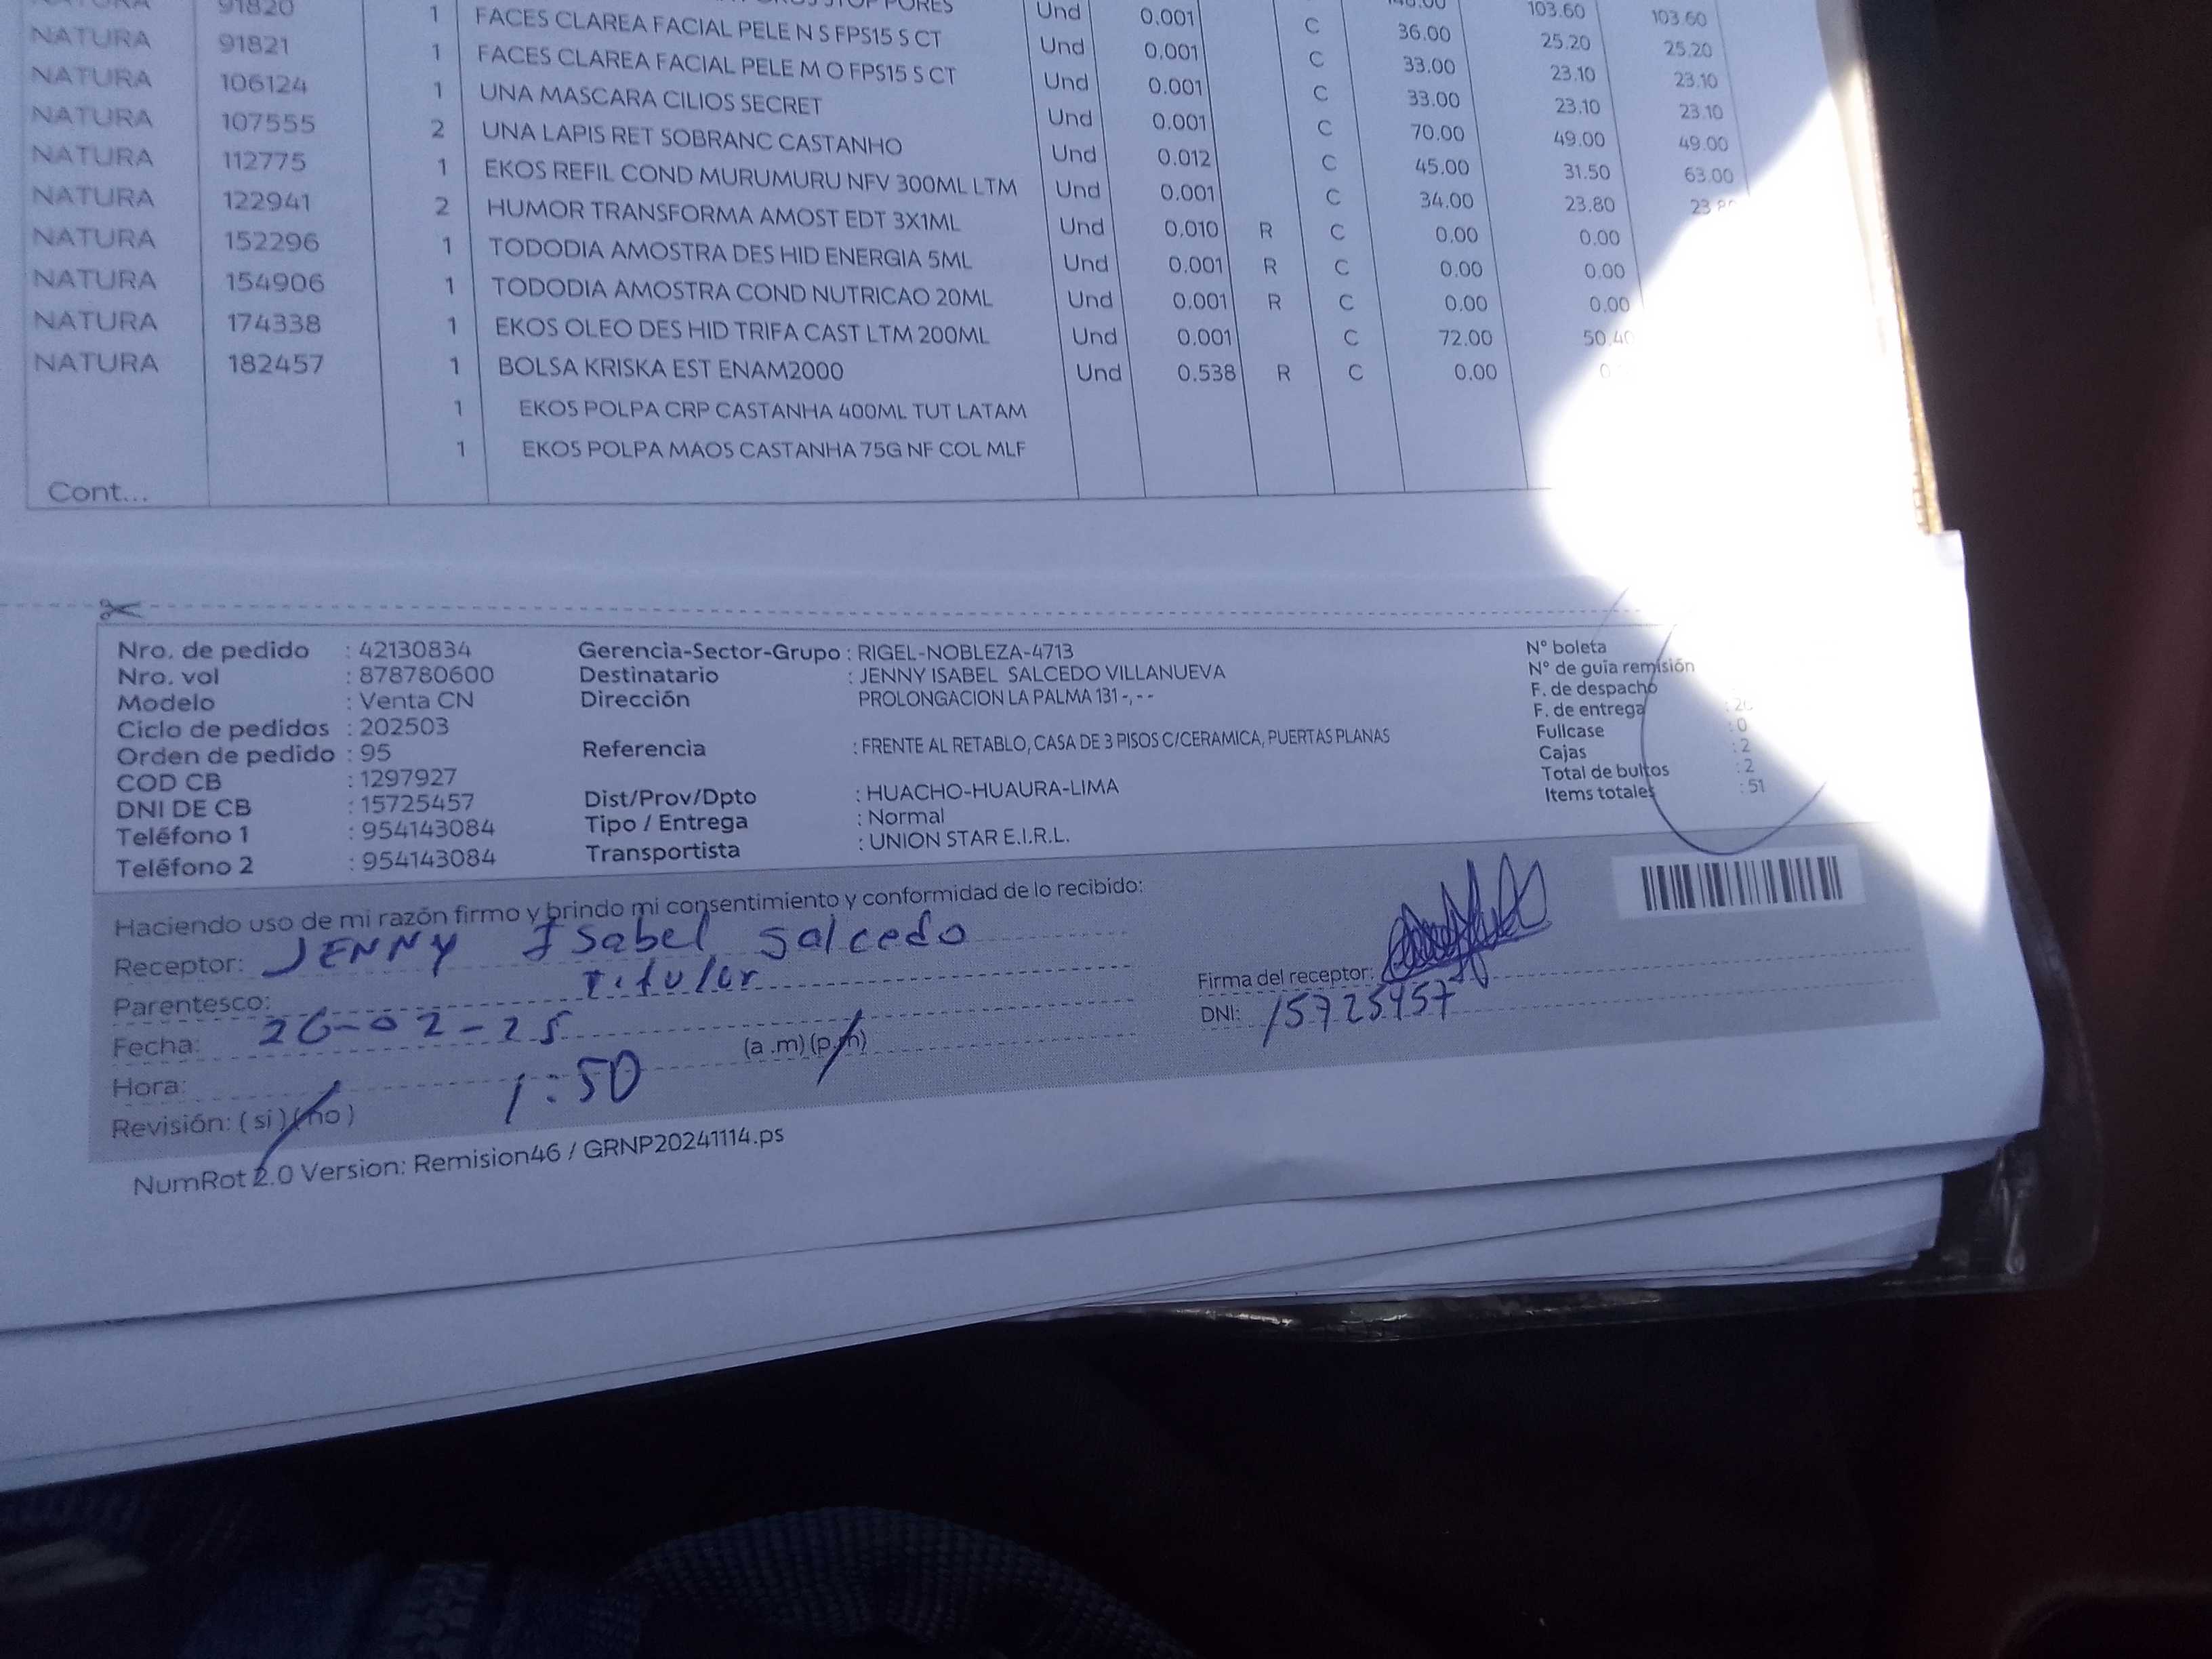 91820 1 STOP PORES Und 0.001 C 148.00 103.60 103.60
NATURA 91821 1 FACES CLAREA FACIAL PELE N S FPS15 S CT Und 0.001 C 36.00 25.20 25.20
NATURA 106124 1 FACES CLAREA FACIAL PELE M O FPS15 S CT Und 0.001 C 33.00 23.10 23.10
NATURA 107555 2 UNA MASCARA CILIOS SECRET Und 0.001 C 33.00 23.10 23.10
NATURA 112775 1 UNA LAPIS RET SOBRANC CASTANHO Und 0.012 C 70.00 49.00 49.00
NATURA 122941 2 EKOS REFIL COND MURUMURU NFV 300ML LTM Und 0.001 C 45.00 31.50 63.00
NATURA 152296 1 HUMOR TRANSFORMA AMOST EDT 3X1ML Und 0.010 R C 34.00 23.80
NATURA 154906 1 TODODIA AMOSTRA DES HID ENERGIA 5ML Und 0.001 R C 0.00 0.00
NATURA 174338 1 TODODIA AMOSTRA COND NUTRICAO 20ML Und 0.001 R C 0.00 0.00
NATURA 182457 1 EKOS OLEO DES HID TRIFA CAST LTM 200ML Und 0.001 C 0.00 0.00
1 BOLSA KRISKA EST ENAM2000 Und 0.538 R C 72.00 50.40
1 EKOS POLPA CRP CASTANHA 400ML TUT LATAM 0.00
1 EKOS POLPA MAOS CASTANHA 75G NF COL MLF
Cont...
Nro. de pedido : 42130834 Gerencia-Sector-Grupo : RIGEL-NOBLEZA-4713 Nº boleta
Nro. vol : 878780600 Destinatario : JENNY ISABEL SALCEDO VILLANUEVA Nº de guía remisión
Modelo : Venta CN Dirección PROLONGACION LA PALMA 131 -, - - F. de despacho
Ciclo de pedidos : 202503 F. de entrega
Orden de pedido : 95 Referencia : FRENTE AL RETABLO, CASA DE 3 PISOS C/CERAMICA, PUERTAS PLANAS Fullcase : 0
COD CB : 1297927 Cajas : 2
DNI DE CB : 15725457 Dist/Prov/Dpto : HUACHO-HUAURA-LIMA Total de bultos : 2
Teléfono 1 : 954143084 Tipo / Entrega : Normal Items totales : 51
Teléfono 2 : 954143084 Transportista : UNION STAR E.I.R.L.
Haciendo uso de mi razón firmo y brindo mi consentimiento y conformidad de lo recibido:
Receptor: JENNY Isabel Salcedo Firma del receptor:
Parentesco: Titular DNI: 15725457
Fecha: 26-02-25
Hora: 1:50 (a .m) (p.m)
Revisión: ( si ) ( no )
NumRot 2.0 Version: Remision46 / GRNP20241114.ps